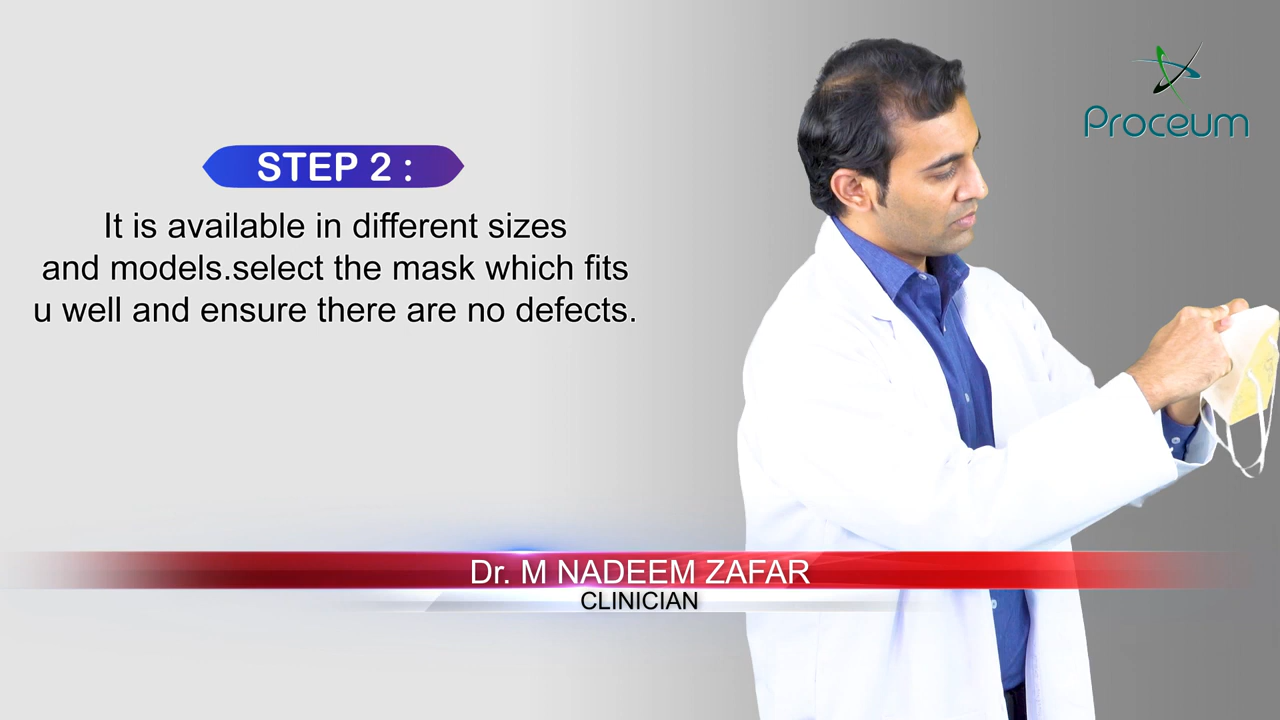 STEP 2 :
It is available in different sizes
and models.select the mask which fits
u well and ensure there are no defects.
Proceum
Dr. M NADEEM ZAFAR
CLINICIAN